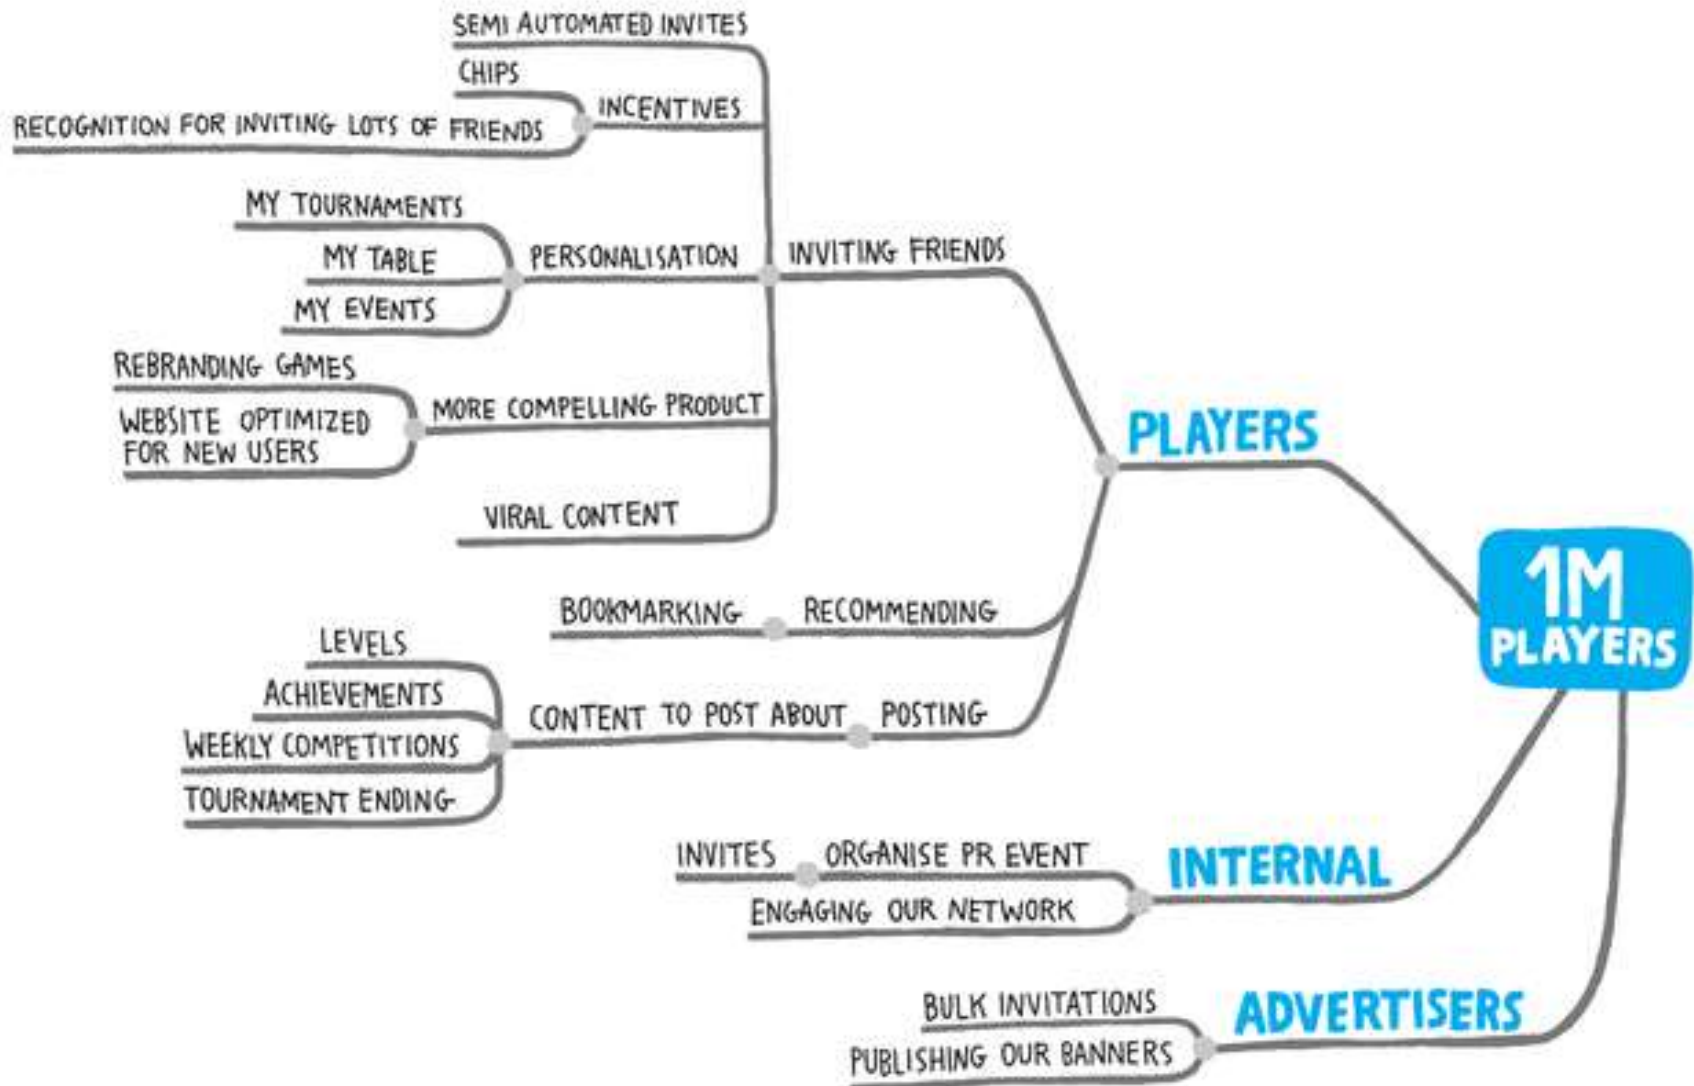 SEMI AUTOMATED INVITES
CHIPS
INCENTIVES
RECOGNITION FOR INVITING LOTS OF FRIENDS
MY TOURNAMENTS
MY TABLE
PERSONALISATION
INVITING FRIENDS
MY EVENTS
REBRANDING GAMES
WEBSITE OPTIMIZED
FOR NEW USERS
MORE COMPELLING PRODUCT
VIRAL CONTENT
PLAYERS
1M
PLAYERS
BOOKMARKING
RECOMMENDING
LEVELS
ACHIEVEMENTS
WEEKLY COMPETITIONS
TOURNAMENT ENDING
CONTENT TO POST ABOUT
POSTING
INVITES
ORGANISE PR EVENT
ENGAGING OUR NETWORK
INTERNAL
BULK INVITATIONS
PUBLISHING OUR BANNERS
ADVERTISERS